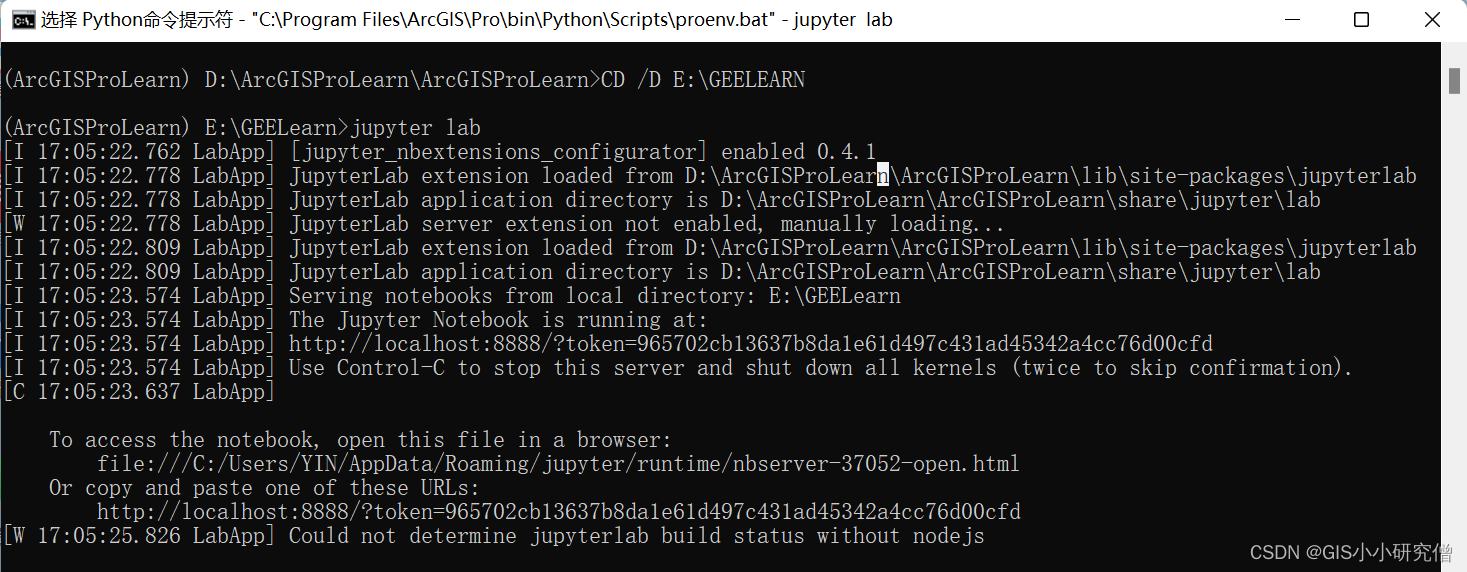 选择 Python命令提示符 - "C:\Program Files\ArcGIS\Pro\bin\Python\Scripts\proenv.bat" - jupyter lab
(ArcGISProLearn) D:\ArcGISProLearn\ArcGISProLearn>CD /D E:\GEELEARN
(ArcGISProLearn) E:\GEELearn>jupyter lab
[I 17:05:22.762 LabApp] [jupyter_nbextensions_configurator] enabled 0.4.1
[I 17:05:22.778 LabApp] JupyterLab extension loaded from D:\ArcGISProLearn\ArcGISProLearn\lib\site-packages\jupyterlab
[I 17:05:22.778 LabApp] JupyterLab application directory is D:\ArcGISProLearn\ArcGISProLearn\share\jupyter\lab
[W 17:05:22.778 LabApp] JupyterLab server extension not enabled, manually loading...
[I 17:05:22.809 LabApp] JupyterLab extension loaded from D:\ArcGISProLearn\ArcGISProLearn\lib\site-packages\jupyterlab
[I 17:05:22.809 LabApp] JupyterLab application directory is D:\ArcGISProLearn\ArcGISProLearn\share\jupyter\lab
[I 17:05:23.574 LabApp] Serving notebooks from local directory: E:\GEELearn
[I 17:05:23.574 LabApp] The Jupyter Notebook is running at:
[I 17:05:23.574 LabApp] http://localhost:8888/?token=965702cb13637b8da1e61d497c431ad45342a4cc76d00cfd
[I 17:05:23.574 LabApp] Use Control-C to stop this server and shut down all kernels (twice to skip confirmation).
[C 17:05:23.637 LabApp]
To access the notebook, open this file in a browser:
file:///C:/Users/YIN/AppData/Roaming/jupyter/runtime/nbserver-37052-open.html
Or copy and paste one of these URLs:
http://localhost:8888/?token=965702cb13637b8da1e61d497c431ad45342a4cc76d00cfd
[W 17:05:25.826 LabApp] Could not determine jupyterlab build status without nodejs
CSDN @GIS小小研究僧